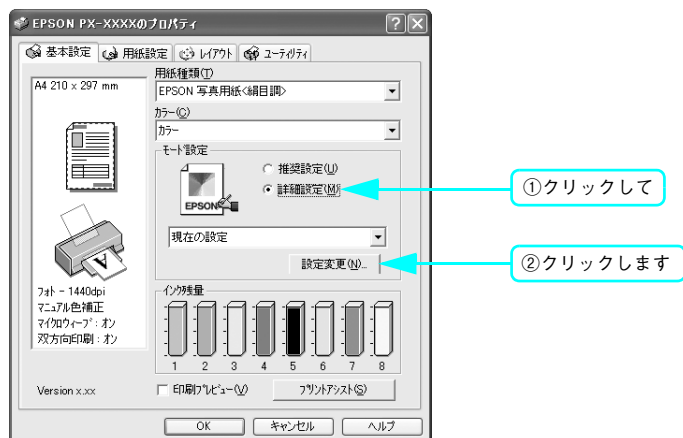 EPSON PX-XXXXのプロパティ
基本設定 用紙設定 レイアウト ユーティリティ
A4 210 x 297 mm
用紙種類(T)
EPSON 写真用紙<絹目調>
カラー(C)
カラー
モード設定
EPSON
推奨設定(U)
詳細設定(M)
①クリックして
現在の設定
設定変更(N)...
②クリックします
フォト - 1440dpi
マニュアル色補正
マイクロウィーブ : オン
双方向印刷 : オン
インク残量
1 2 3 4 5 6 7 8
Version x.xx
印刷プレビュー(V)
プリントアシスト(S)
OK キャンセル ヘルプ